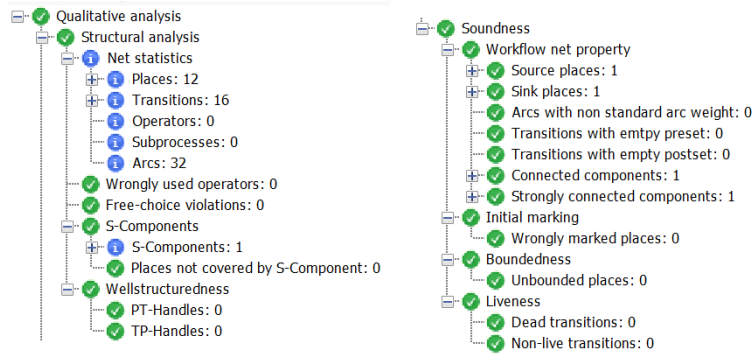 Qualitative analysis
Structural analysis
Net statistics
Places: 12
Transitions: 16
Operators: 0
Subprocesses: 0
Arcs: 32
Wrongly used operators: 0
Free-choice violations: 0
S-Components
S-Components: 1
Places not covered by S-Component: 0
Wellstructuredness
PT-Handles: 0
TP-Handles: 0
Soundness
Workflow net property
Source places: 1
Sink places: 1
Arcs with non standard arc weight: 0
Transitions with emtpy preset: 0
Transitions with empty postset: 0
Connected components: 1
Strongly connected components: 1
Initial marking
Wrongly marked places: 0
Boundedness
Unbounded places: 0
Liveness
Dead transitions: 0
Non-live transitions: 0